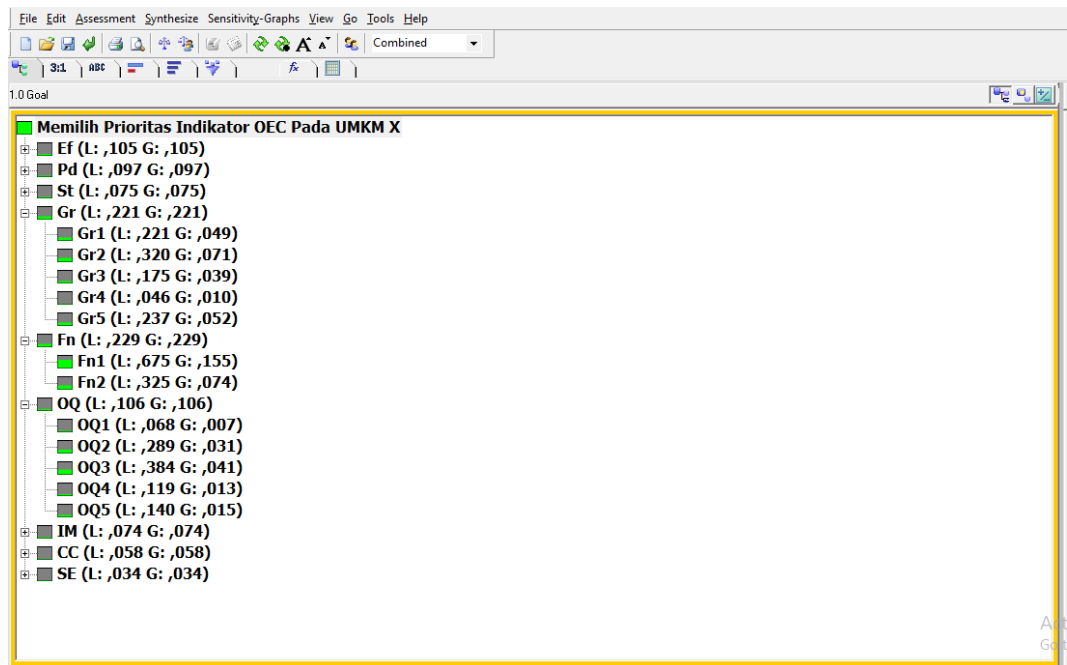 File Edit Assessment Synthesize Sensitivity-Graphs View Go Tools Help
Combined
3:1 ABC fx
1.0 Goal
Memilih Prioritas Indikator OEC Pada UMKM X
Ef (L: ,105 G: ,105)
Pd (L: ,097 G: ,097)
St (L: ,075 G: ,075)
Gr (L: ,221 G: ,221)
Gr1 (L: ,221 G: ,049)
Gr2 (L: ,320 G: ,071)
Gr3 (L: ,175 G: ,039)
Gr4 (L: ,046 G: ,010)
Gr5 (L: ,237 G: ,052)
Fn (L: ,229 G: ,229)
Fn1 (L: ,675 G: ,155)
Fn2 (L: ,325 G: ,074)
OQ (L: ,106 G: ,106)
OQ1 (L: ,068 G: ,007)
OQ2 (L: ,289 G: ,031)
OQ3 (L: ,384 G: ,041)
OQ4 (L: ,119 G: ,013)
OQ5 (L: ,140 G: ,015)
IM (L: ,074 G: ,074)
CC (L: ,058 G: ,058)
SE (L: ,034 G: ,034)